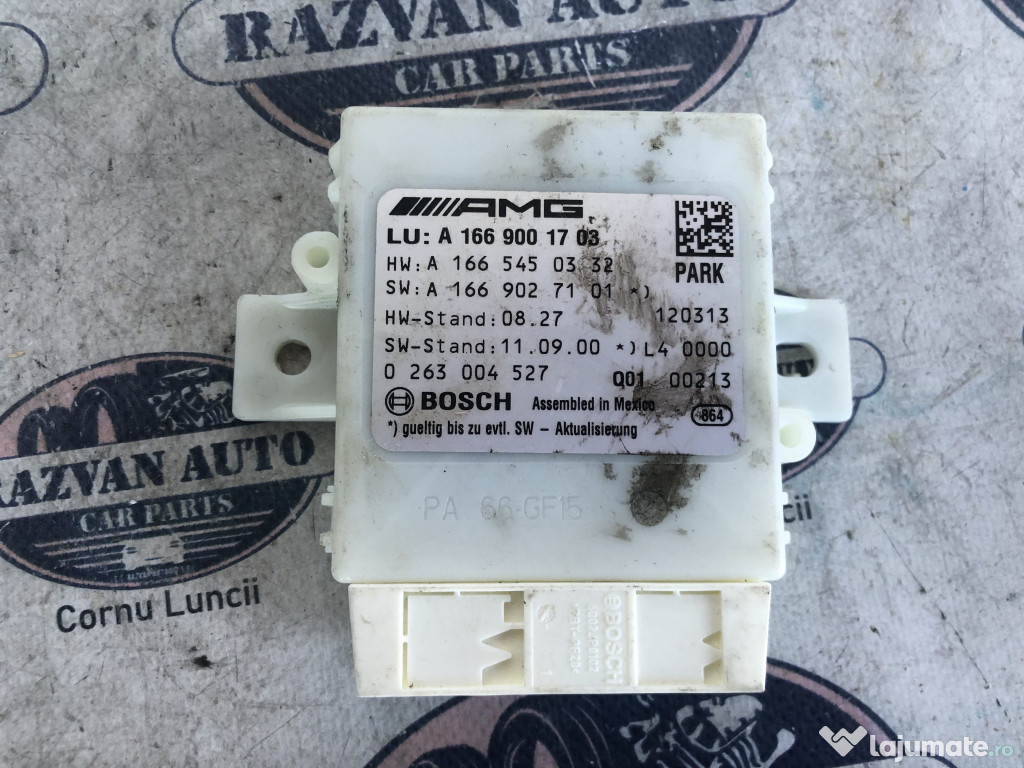 RAZVAN AUTO
CAR PARTS
AMG
LU: A 166 900 17 03
HW: A 166 545 03 32
PARK
SW: A 166 902 71 01 *)
HW-Stand: 08.27
120313
SW-Stand: 11.09.00 *) L4 0000
0 263 004 527
Q01 00213
BOSCH
Assembled in Mexico
864
*) gueltig bis zu evtl. SW - Aktualisierung
PA 66-GF15
RAZVAN AUTO
CAR PARTS
Cornu Luncii
BOSCH
1
lajumate.ro